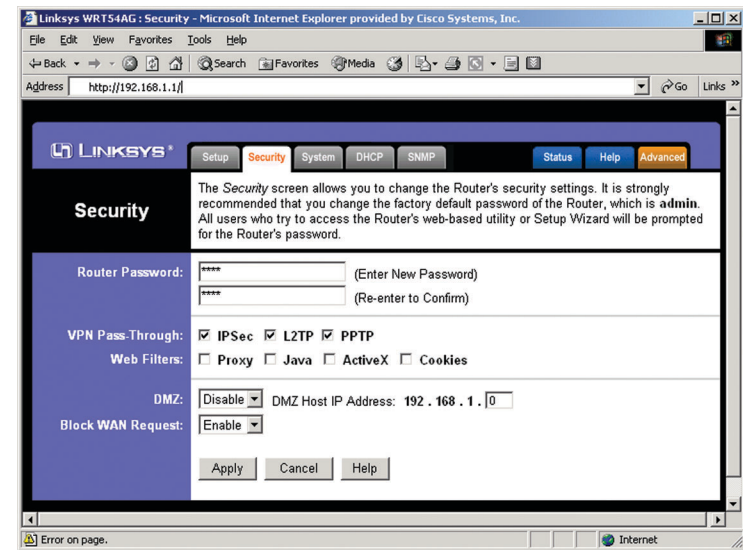 Linksys WRT54AG : Security - Microsoft Internet Explorer provided by Cisco Systems, Inc.
File Edit View Favorites Tools Help
Back Search Favorites Media
Address http://192.168.1.1/ Go Links »
LINKSYS® Setup Security System DHCP SNMP Status Help Advanced
Security
The Security screen allows you to change the Router's security settings. It is strongly
recommended that you change the factory default password of the Router, which is admin.
All users who try to access the Router's web-based utility or Setup Wizard will be prompted
for the Router's password.
Router Password: **** (Enter New Password)
**** (Re-enter to Confirm)
VPN Pass-Through: IPSec L2TP PPTP
Web Filters: Proxy Java ActiveX Cookies
DMZ: Disable DMZ Host IP Address: 192 . 168 . 1 . 0
Block WAN Request: Enable
Apply Cancel Help
Error on page. Internet